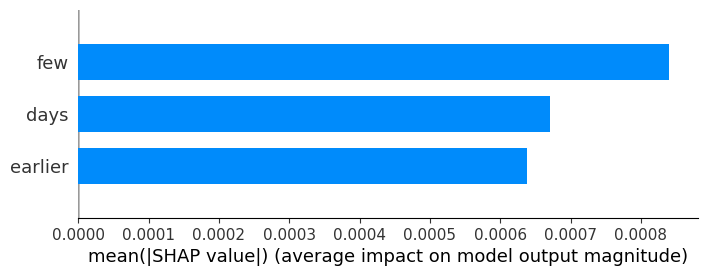 few
days
earlier
0.0000 0.0001 0.0002 0.0003 0.0004 0.0005 0.0006 0.0007 0.0008
mean(|SHAP value|) (average impact on model output magnitude)